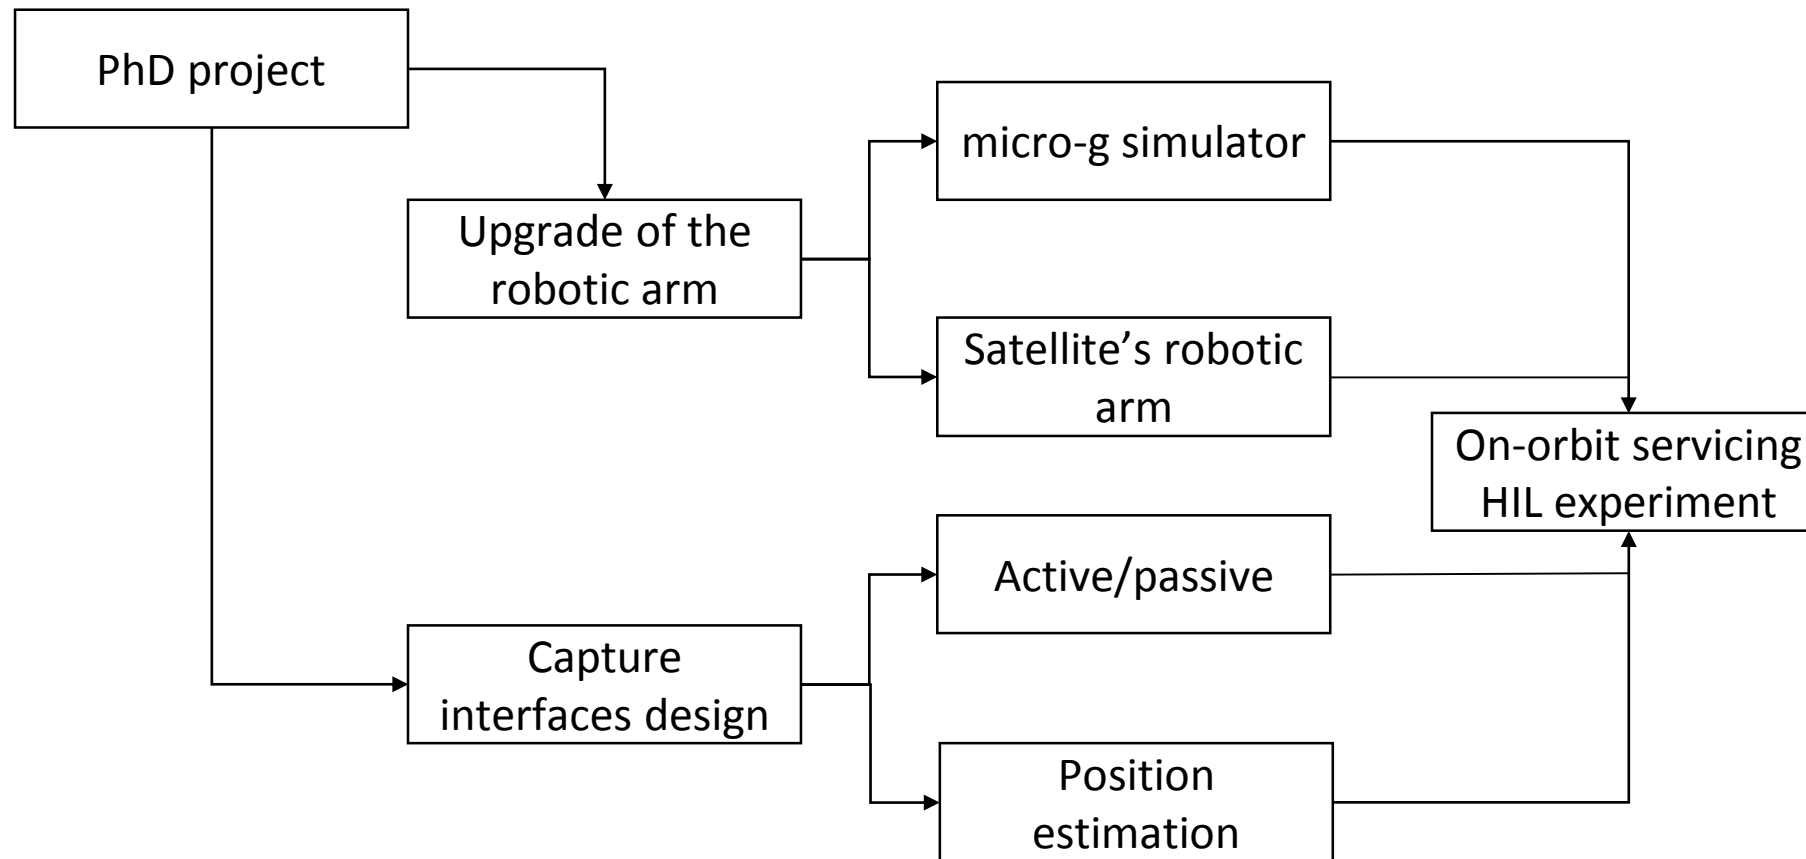 PhD project
micro-g simulator
Upgrade of the
robotic arm
Satellite’s robotic
arm
On-orbit servicing
HIL experiment
Active/passive
Capture
interfaces design
Position
estimation